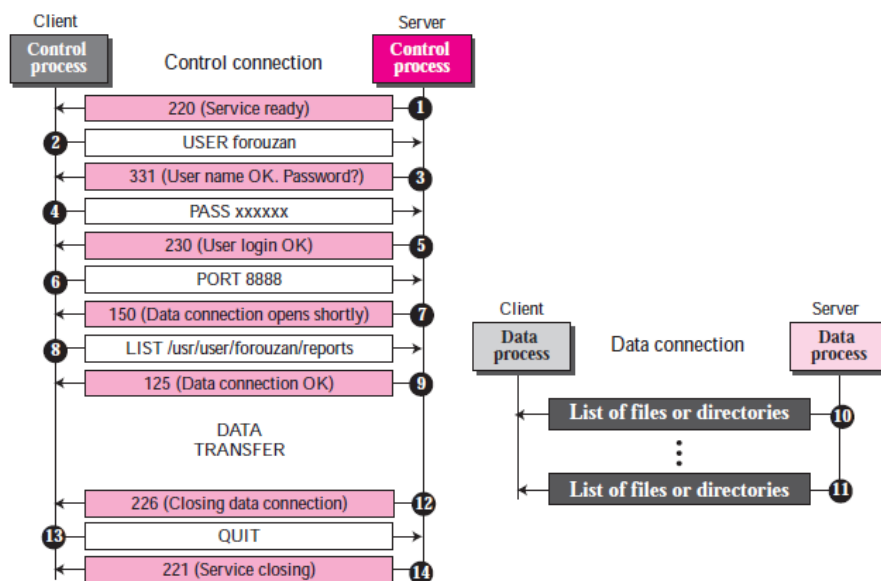 Client
Server
Control
process
Control connection
Control
process
220 (Service ready)
1
2
USER forouzan
331 (User name OK. Password?)
3
4
PASS xxxxxx
230 (User login OK)
5
6
PORT 8888
150 (Data connection opens shortly)
7
8
LIST /usr/user/forouzan/reports
125 (Data connection OK)
9
DATA
TRANSFER
226 (Closing data connection)
12
13
QUIT
221 (Service closing)
14
Client
Server
Data
process
Data connection
Data
process
List of files or directories
10
List of files or directories
11